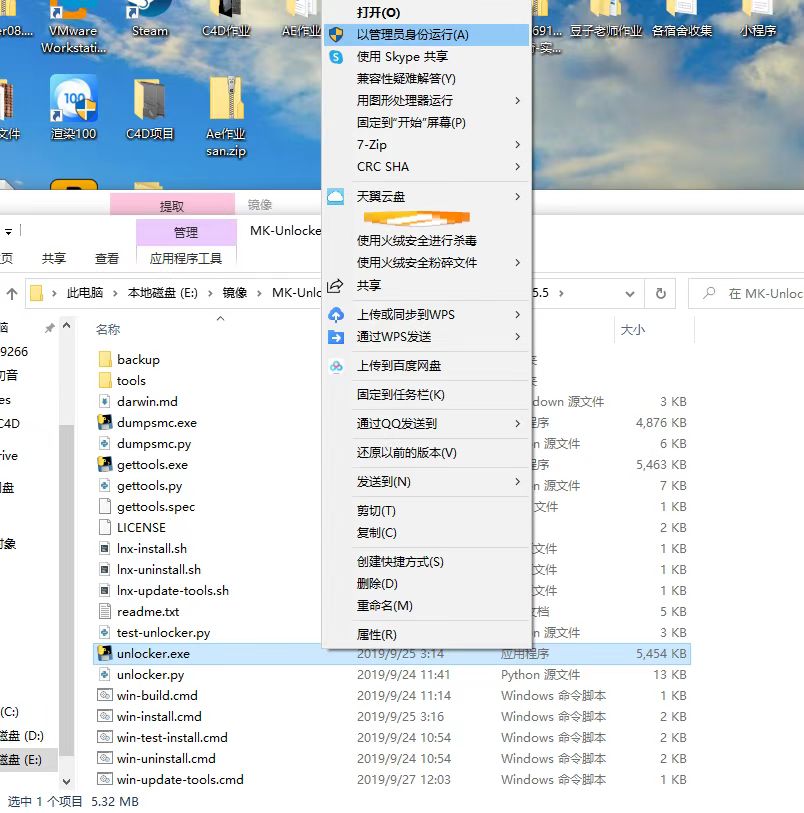 er08....
VMware
Workstati...
Steam
C4D作业
AE作业
691...
-实...
豆子老师作业
各宿舍收集
小程序
文件
渲染100
C4D项目
Ae作业
san.zip
打开(O)
以管理员身份运行(A)
使用 Skype 共享
兼容性疑难解答(Y)
用图形处理器运行
固定到"开始"屏幕(P)
7-Zip
CRC SHA
天翼云盘
使用火绒安全进行杀毒
使用火绒安全粉碎文件
共享
上传或同步到WPS
通过WPS发送
上传到百度网盘
固定到任务栏(K)
通过QQ发送到
还原以前的版本(V)
发送到(N)
剪切(T)
复制(C)
创建快捷方式(S)
删除(D)
重命名(M)
属性(R)
提取
镜像
管理
MK-Unlocke
页
共享
查看
应用程序工具
此电脑
本地磁盘 (E:)
镜像
MK-Unlo
5.5
在 MK-Unloc
脑
9266
es
C4D
rive
盘
对象
(C:)
磁盘 (D:)
磁盘 (E:)
名称
大小
backup
tools
darwin.md down 源文件 3 KB
dumpsmc.exe 程序 4,876 KB
dumpsmc.py n 源文件 6 KB
gettools.exe 程序 5,463 KB
gettools.py n 源文件 7 KB
gettools.spec 文件 1 KB
LICENSE 2 KB
lnx-install.sh 文件 1 KB
lnx-uninstall.sh 文件 1 KB
lnx-update-tools.sh 文件 1 KB
readme.txt 文档 5 KB
test-unlocker.py n 源文件 3 KB
unlocker.exe 2019/9/25 3:14 应用程序 5,454 KB
unlocker.py 2019/9/24 11:41 Python 源文件 13 KB
win-build.cmd 2019/9/24 11:14 Windows 命令脚本 1 KB
win-install.cmd 2019/9/25 3:16 Windows 命令脚本 2 KB
win-test-install.cmd 2019/9/24 10:54 Windows 命令脚本 2 KB
win-uninstall.cmd 2019/9/24 10:54 Windows 命令脚本 2 KB
win-update-tools.cmd 2019/9/27 12:03 Windows 命令脚本 1 KB
选中 1 个项目 5.32 MB